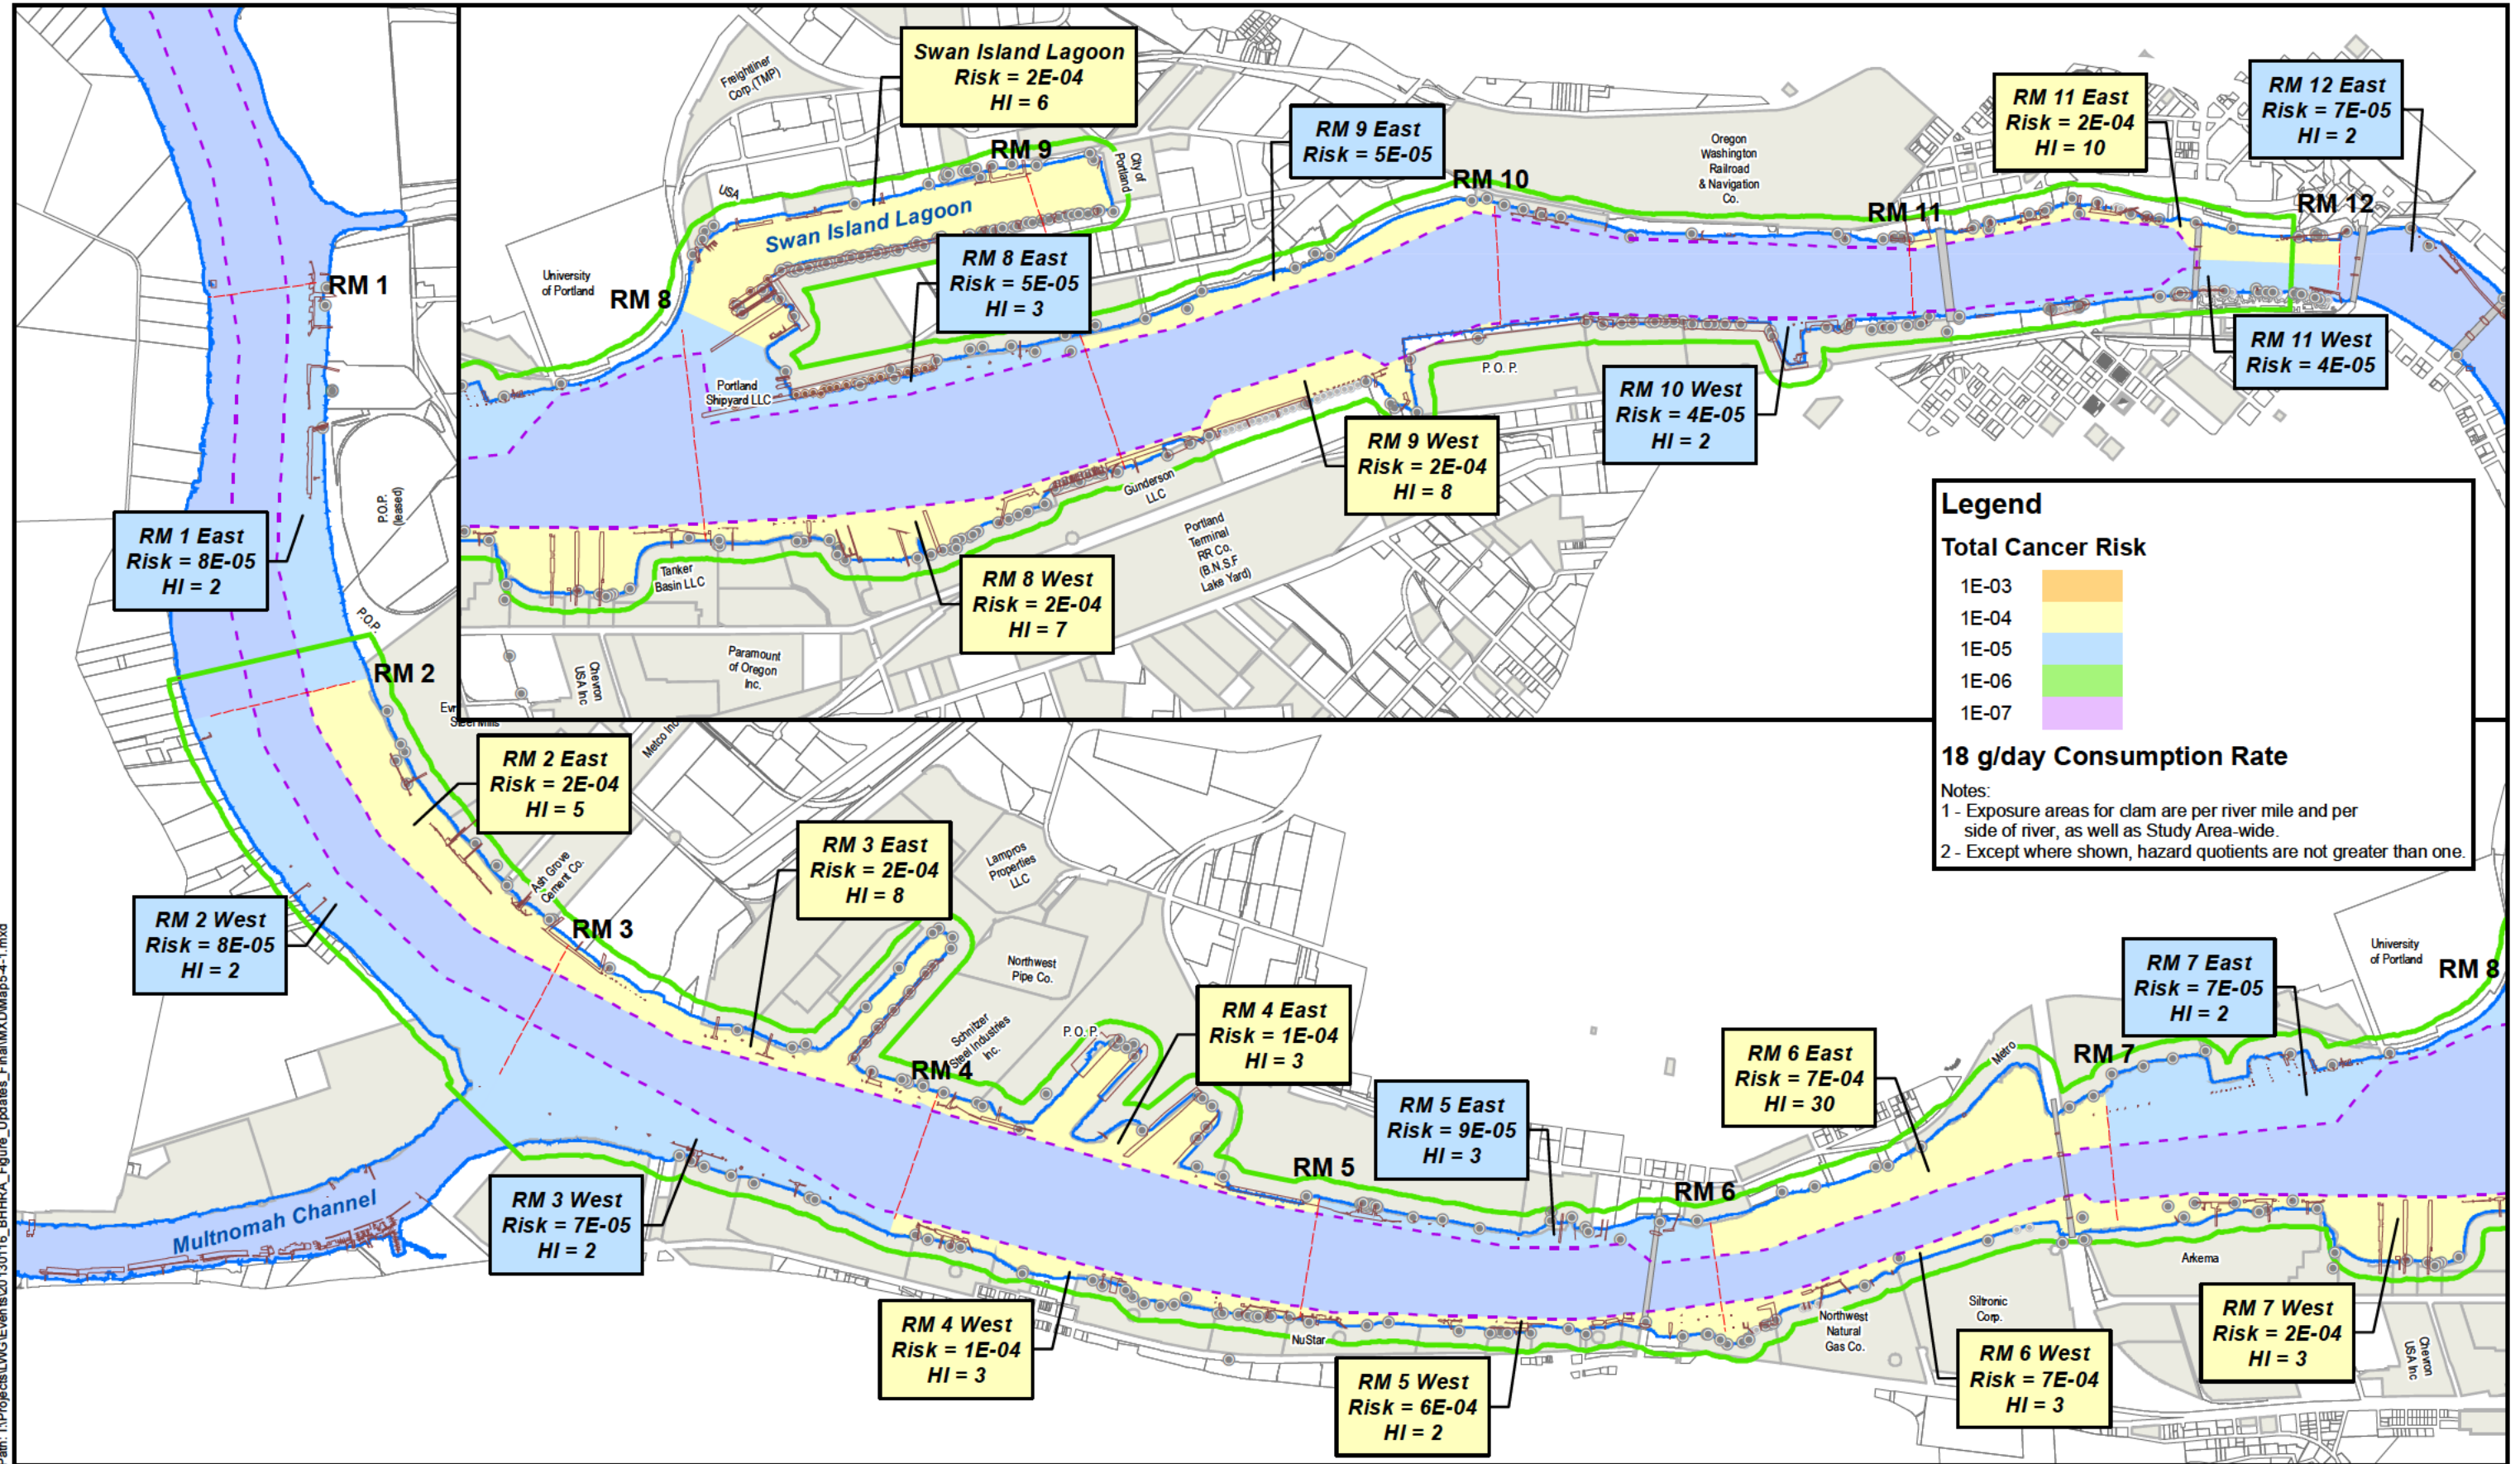 Swan Island Lagoon
Risk = 2E-04
HI = 6
RM 9 East
Risk = 5E-05
RM 11 East
Risk = 2E-04
HI = 10
RM 12 East
Risk = 7E-05
HI = 2
Freightliner
Corp.(TMP)
RM 9
City of
Portland
USA
Swan Island Lagoon
RM 10
Oregon
Washington
Railroad
& Navigation
Co.
RM 11
RM 12
University
of Portland
RM 8
RM 8 East
Risk = 5E-05
HI = 3
Portland
Shipyard LLC
P. O. P.
RM 10 West
Risk = 4E-05
HI = 2
RM 11 West
Risk = 4E-05
RM 9 West
Risk = 2E-04
HI = 8
Gunderson
LLC
Portland
Terminal
RR Co.
(B.N.S.F
Lake Yard)
Tanker
Basin LLC
RM 8 West
Risk = 2E-04
HI = 7
Paramount
of Oregon
Inc.
Chevron
USA Inc
RM 1
P.O.P.
(leased)
RM 1 East
Risk = 8E-05
HI = 2
P.O.P.
RM 2
Evr
Steel Mills
Metco Inc
Legend
Total Cancer Risk
1E-03
1E-04
1E-05
1E-06
1E-07
18 g/day Consumption Rate
Notes:
1 - Exposure areas for clam are per river mile and per
side of river, as well as Study Area-wide.
2 - Except where shown, hazard quotients are not greater than one.
RM 2 East
Risk = 2E-04
HI = 5
Ash Grove
Cement Co.
RM 3
RM 3 East
Risk = 2E-04
HI = 8
Lampros
Properties
LLC
Northwest
Pipe Co.
RM 2 West
Risk = 8E-05
HI = 2
Schnitzer
Steel Industries
Inc.
P.O.P.
RM 4
RM 4 East
Risk = 1E-04
HI = 3
RM 5
RM 5 East
Risk = 9E-05
HI = 3
RM 6
RM 6 East
Risk = 7E-04
HI = 30
Metro
RM 7
RM 7 East
Risk = 7E-05
HI = 2
University
of Portland
RM 8
Multnomah Channel
RM 3 West
Risk = 7E-05
HI = 2
RM 4 West
Risk = 1E-04
HI = 3
NuStar
RM 5 West
Risk = 6E-04
HI = 2
Northwest
Natural
Gas Co.
Siltronic
Corp.
RM 6 West
Risk = 7E-04
HI = 3
Arkema
RM 7 West
Risk = 2E-04
HI = 3
Chevron
USA Inc